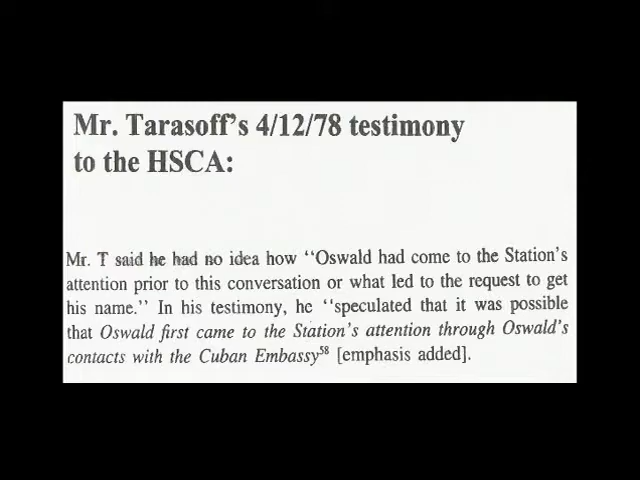 Mr. Tarasoff's 4/12/78 testimony
to the HSCA:
Mr. T said he had no idea how "Oswald had come to the Station's
attention prior to this conversation or what led to the request to get
his name." In his testimony, he "speculated that it was possible
that Oswald first came to the Station's attention through Oswald's
contacts with the Cuban Embassy⁵⁸ [emphasis added].